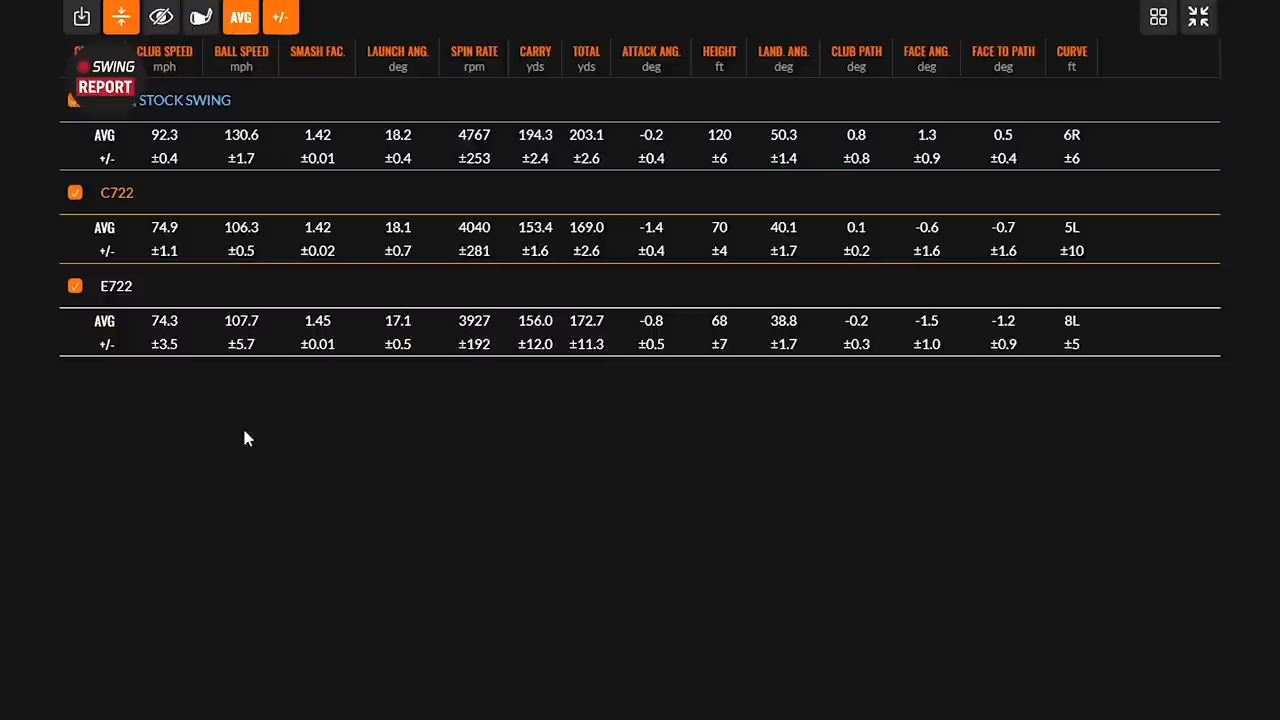 AVG +/-
CLUB SPEED BALL SPEED SMASH FAC. LAUNCH ANG. SPIN RATE CARRY TOTAL ATTACK ANG. HEIGHT LAND. ANG. CLUB PATH FACE ANG. FACE TO PATH CURVE
mph mph deg rpm yds yds deg ft deg deg deg deg ft
SWING
REPORT
, STOCK SWING
AVG 92.3 130.6 1.42 18.2 4767 194.3 203.1 -0.2 120 50.3 0.8 1.3 0.5 6R
+/- ±0.4 ±1.7 ±0.01 ±0.4 ±253 ±2.4 ±2.6 ±0.4 ±6 ±1.4 ±0.8 ±0.9 ±0.4 ±6
C722
AVG 74.9 106.3 1.42 18.1 4040 153.4 169.0 -1.4 70 40.1 0.1 -0.6 -0.7 5L
+/- ±1.1 ±0.5 ±0.02 ±0.7 ±281 ±1.6 ±2.6 ±0.4 ±4 ±1.7 ±0.2 ±1.6 ±1.6 ±10
E722
AVG 74.3 107.7 1.45 17.1 3927 156.0 172.7 -0.8 68 38.8 -0.2 -1.5 -1.2 8L
+/- ±3.5 ±5.7 ±0.01 ±0.5 ±192 ±12.0 ±11.3 ±0.5 ±7 ±1.7 ±0.3 ±1.0 ±0.9 ±5